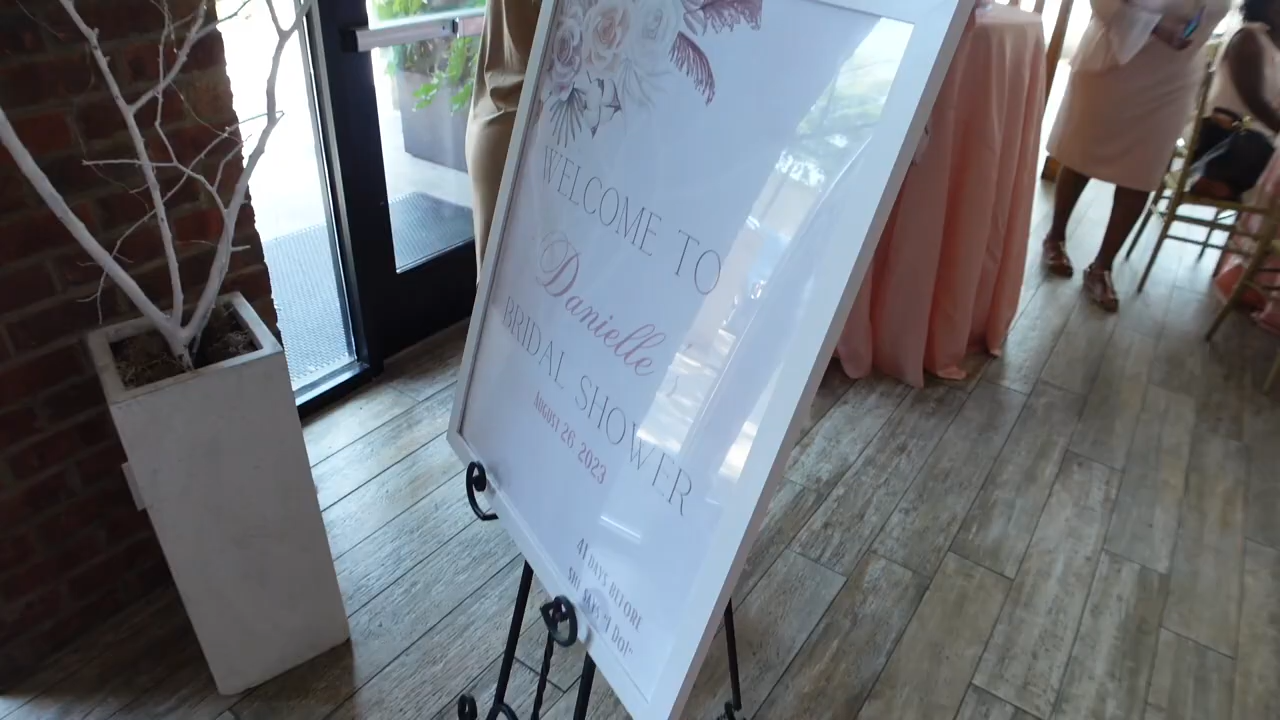 WELCOME TO
Danielle
BRIDAL SHOWER
AUGUST 26, 2023
41 DAYS BEFORE
SHE SAYS "I DO!"